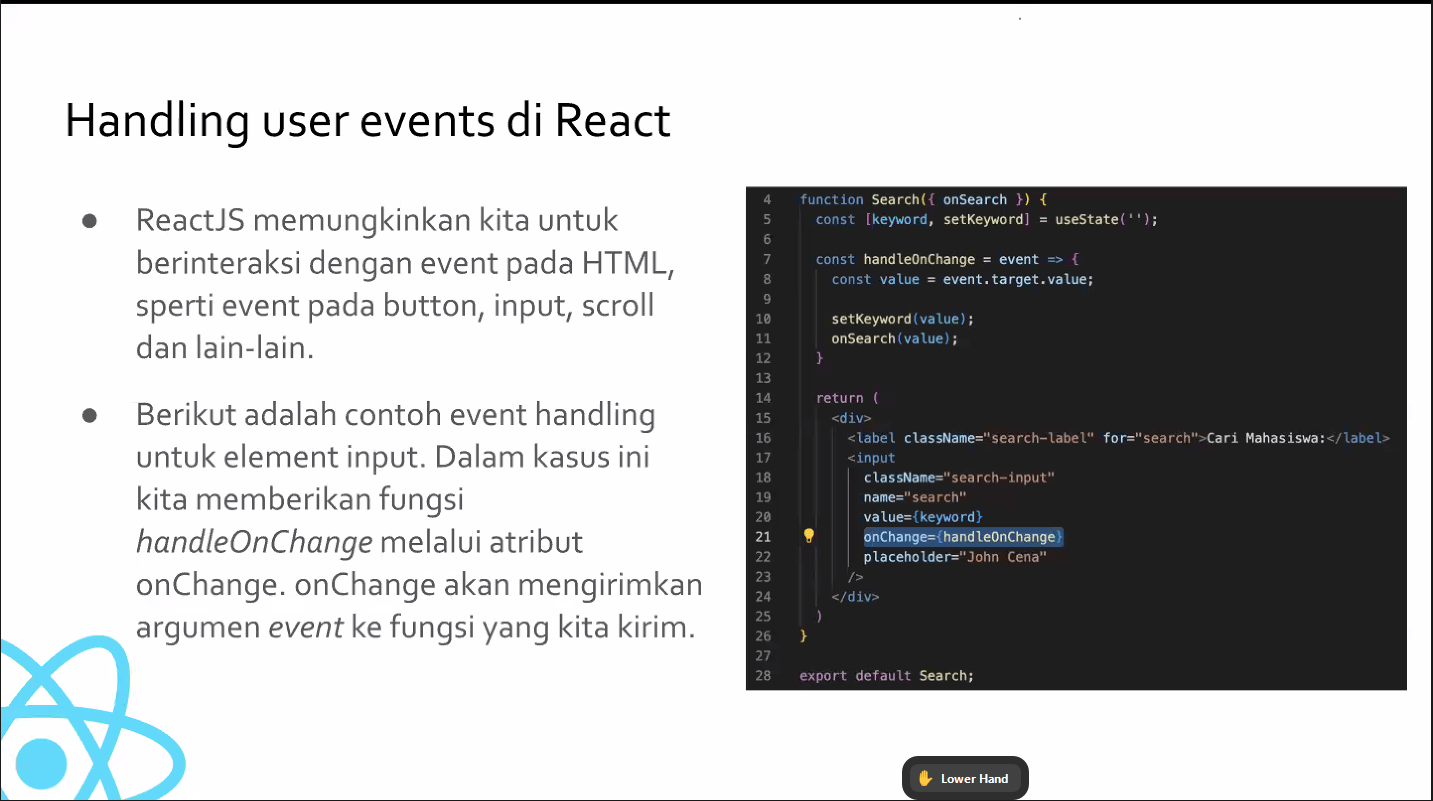 Handling user events di React
● ReactJS memungkinkan kita untuk
berinteraksi dengan event pada HTML,
sperti event pada button, input, scroll
dan lain-lain.
● Berikut adalah contoh event handling
untuk element input. Dalam kasus ini
kita memberikan fungsi
handleOnChange melalui atribut
onChange. onChange akan mengirimkan
argumen event ke fungsi yang kita kirim.
4 function Search({ onSearch }) {
5 const [keyword, setKeyword] = useState('');
6
7 const handleOnChange = event => {
8 const value = event.target.value;
9
10 setKeyword(value);
11 onSearch(value);
12 }
13
14 return (
15 <div>
16 <label className="search-label" for="search">Cari Mahasiswa:</label>
17 <input
18 className="search-input"
19 name="search"
20 value={keyword}
21 onChange={handleOnChange}
22 placeholder="John Cena"
23 />
24 </div>
25 )
26 }
27
28 export default Search;
Lower Hand